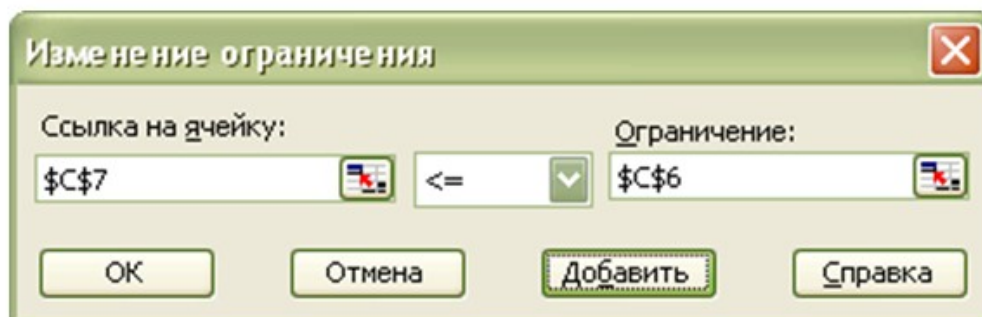 Изменение ограничения
Ссылка на ячейку:
Ограничение:
$C$7
<=
$C$6
ОК
Отмена
Добавить
Справка